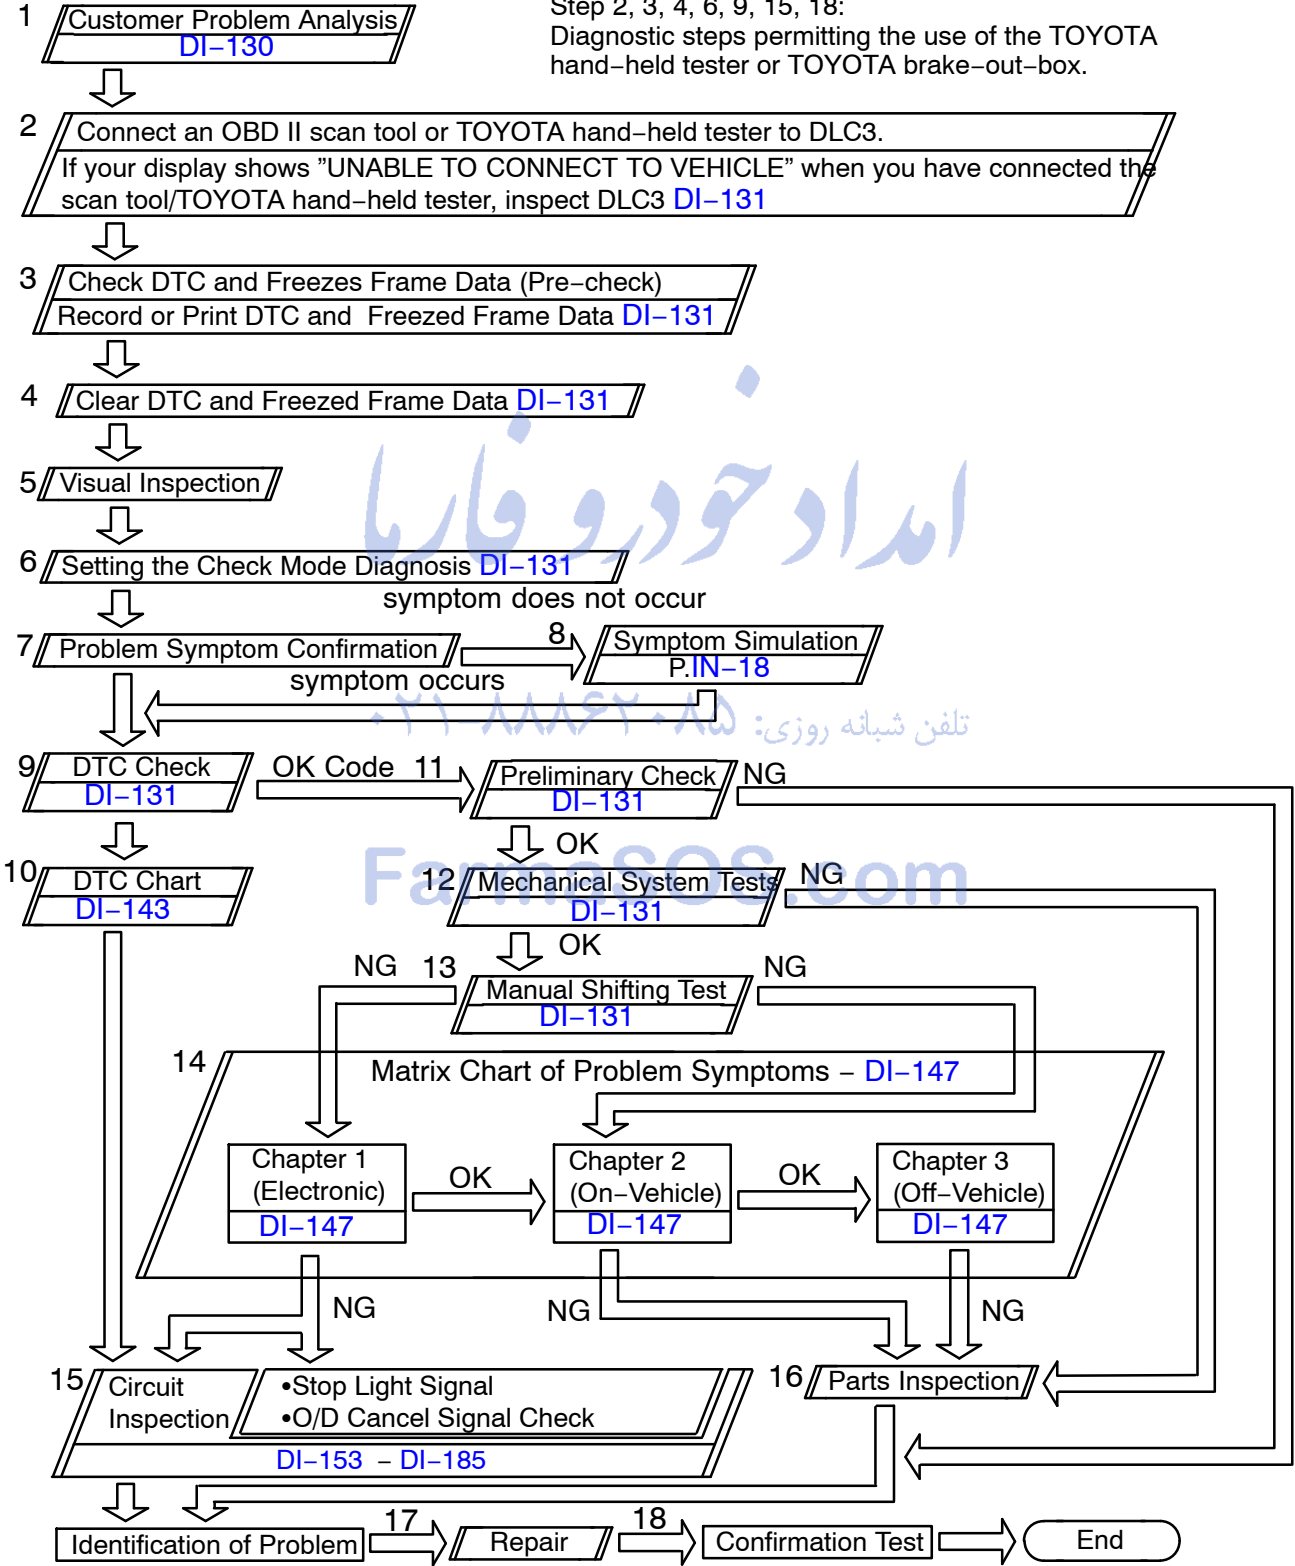 Step 2, 3, 4, 6, 9, 15, 18:
Diagnostic steps permitting the use of the TOYOTA
hand–held tester or TOYOTA brake–out–box.
1
Customer Problem Analysis
DI–130
2
Connect an OBD II scan tool or TOYOTA hand–held tester to DLC3.
If your display shows ”UNABLE TO CONNECT TO VEHICLE” when you have connected the
scan tool/TOYOTA hand–held tester, inspect DLC3 DI–131
3
Check DTC and Freezes Frame Data (Pre–check)
Record or Print DTC and Freezed Frame Data DI–131
4
Clear DTC and Freezed Frame Data DI–131
امداد خودرو فارما
5
Visual Inspection
6
Setting the Check Mode Diagnosis DI–131
symptom does not occur
7
Problem Symptom Confirmation
8
Symptom Simulation
P.IN–18
symptom occurs
تلفن شبانه روزی: ۰۲۱-۸۸۸۶۲۰۸۵
9
DTC Check
DI–131
OK Code
11
Preliminary Check
DI–131
NG
OK
FarmaSOS.com
10
DTC Chart
DI–143
12
Mechanical System Tests
DI–131
NG
OK
NG
13
Manual Shifting Test
DI–131
NG
14
Matrix Chart of Problem Symptoms – DI–147
Chapter 1
(Electronic)
DI–147
OK
Chapter 2
(On–Vehicle)
DI–147
OK
Chapter 3
(Off–Vehicle)
DI–147
NG
NG
NG
15
Circuit
Inspection
•Stop Light Signal
•O/D Cancel Signal Check
DI–153 – DI–185
16
Parts Inspection
Identification of Problem
17
Repair
18
Confirmation Test
End